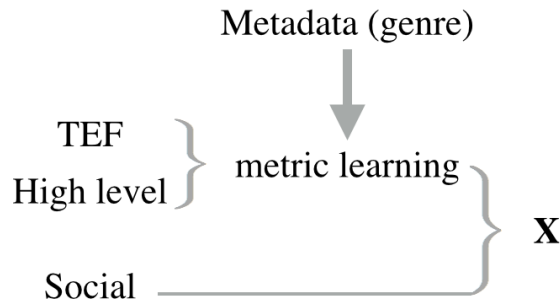 Metadata (genre)
TEF
metric learning
High level
X
Social